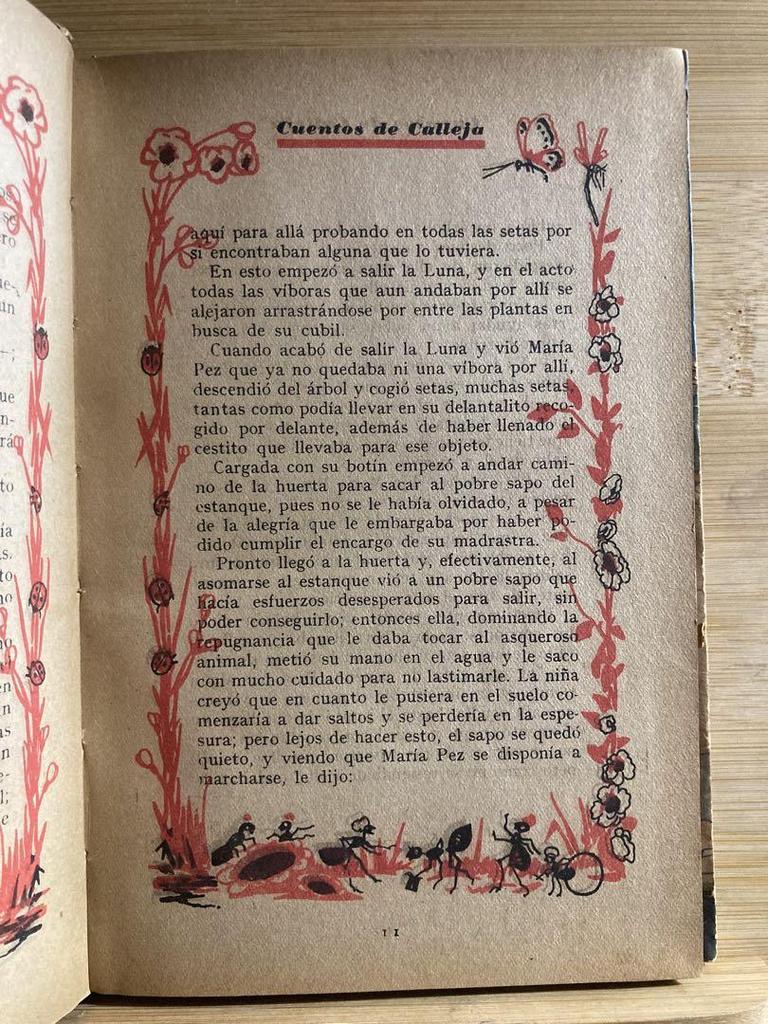 Cuentos de Calleja
aquí para allá probando en todas las setas por
si encontraban alguna que lo tuviera.
En esto empezó a salir la Luna, y en el acto
todas las víboras que aun andaban por allí se
alejaron arrastrándose por entre las plantas en
busca de su cubil.
Cuando acabó de salir la Luna y vió María
Pez que ya no quedaba ni una víbora por allí,
descendió del árbol y cogió setas, muchas setas,
tantas como podía llevar en su delantalito reco-
gido por delante, además de haber llenado el
cestito que llevaba para ese objeto.
Cargada con su botín empezó a andar cami-
no de la huerta para sacar al pobre sapo del
estanque, pues no se le había olvidado, a pesar
de la alegría que le embargaba por haber po-
dido cumplir el encargo de su madrastra.
Pronto llegó a la huerta y, efectivamente, al
asomarse al estanque vió a un pobre sapo que
hacía esfuerzos desesperados para salir, sin
poder conseguirlo; entonces ella, dominando la
repugnancia que le daba tocar al asqueroso
animal, metió su mano en el agua y le saco
con mucho cuidado para no lastimarle. La niña
creyó que en cuanto le pusiera en el suelo co-
menzaría a dar saltos y se perdería en la espe-
sura; pero lejos de hacer esto, el sapo se quedó
quieto, y viendo que María Pez se disponía a
marcharse, le dijo:
11